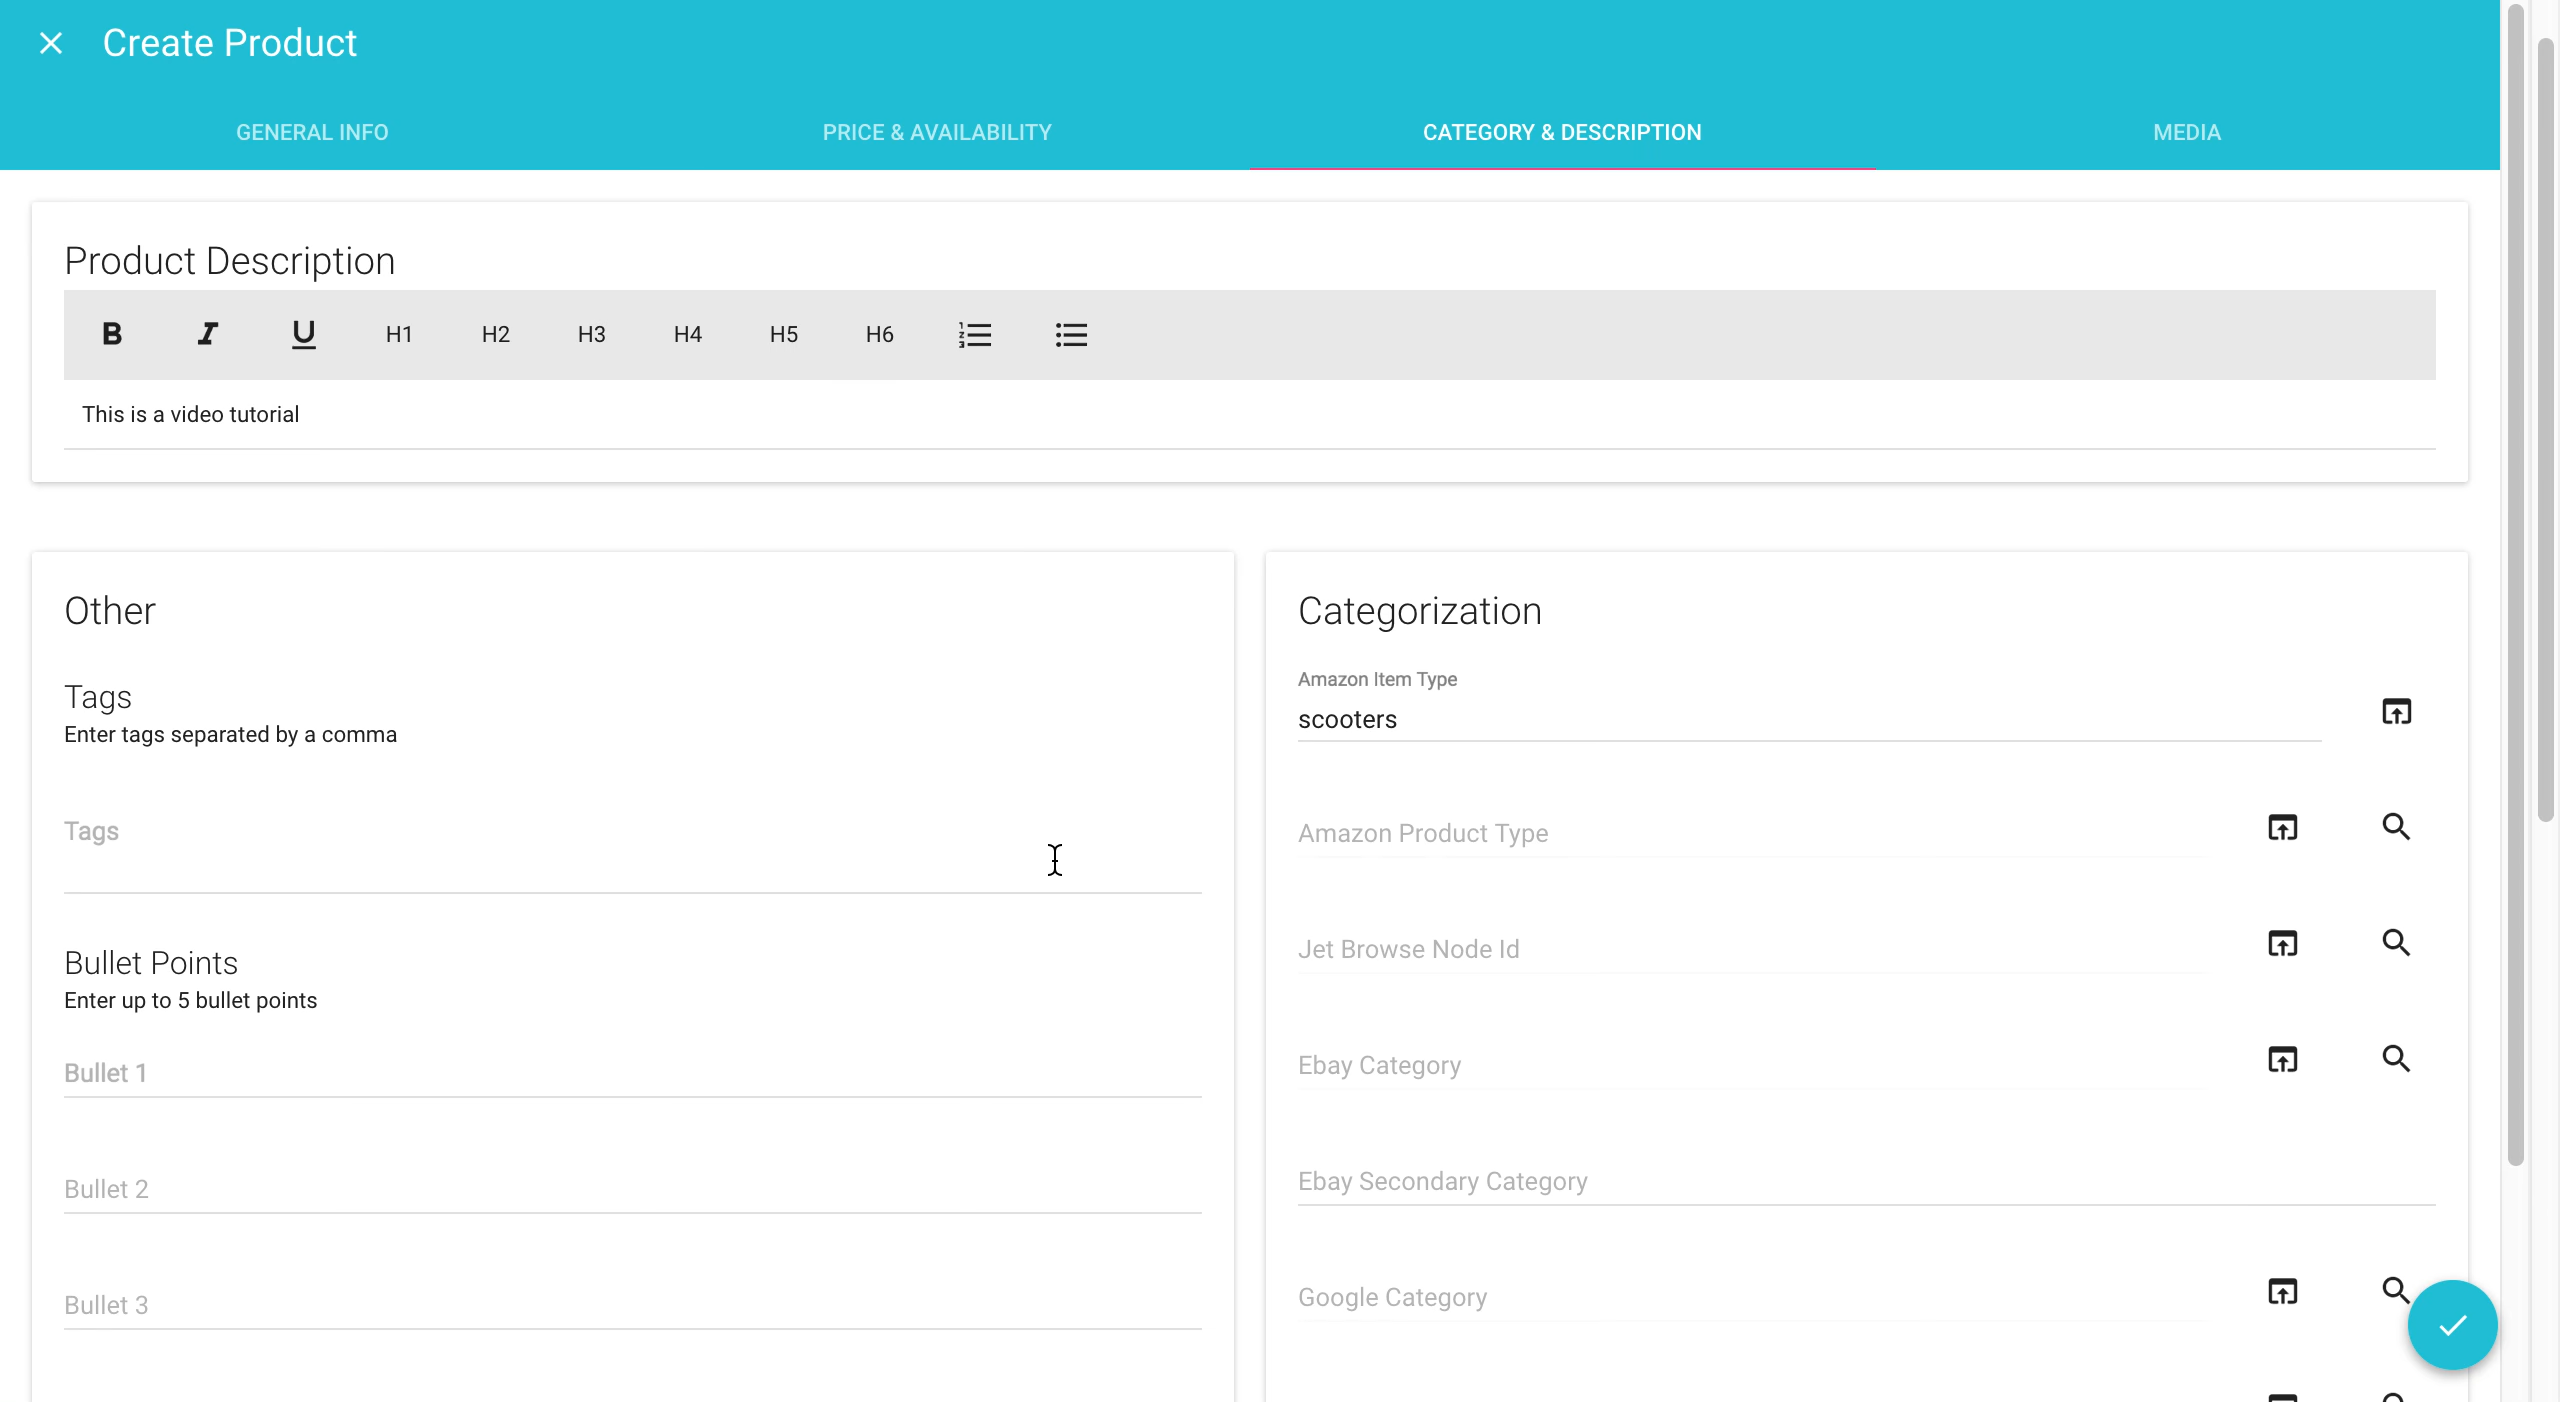 Create Product
GENERAL INFO
PRICE & AVAILABILITY
CATEGORY & DESCRIPTION
MEDIA
Product Description
B I U H1 H2 H3 H4 H5 H6
This is a video tutorial
Other
Tags
Enter tags separated by a comma
Tags
Bullet Points
Enter up to 5 bullet points
Bullet 1
Bullet 2
Bullet 3
Categorization
Amazon Item Type
scooters
Amazon Product Type
Jet Browse Node Id
Ebay Category
Ebay Secondary Category
Google Category